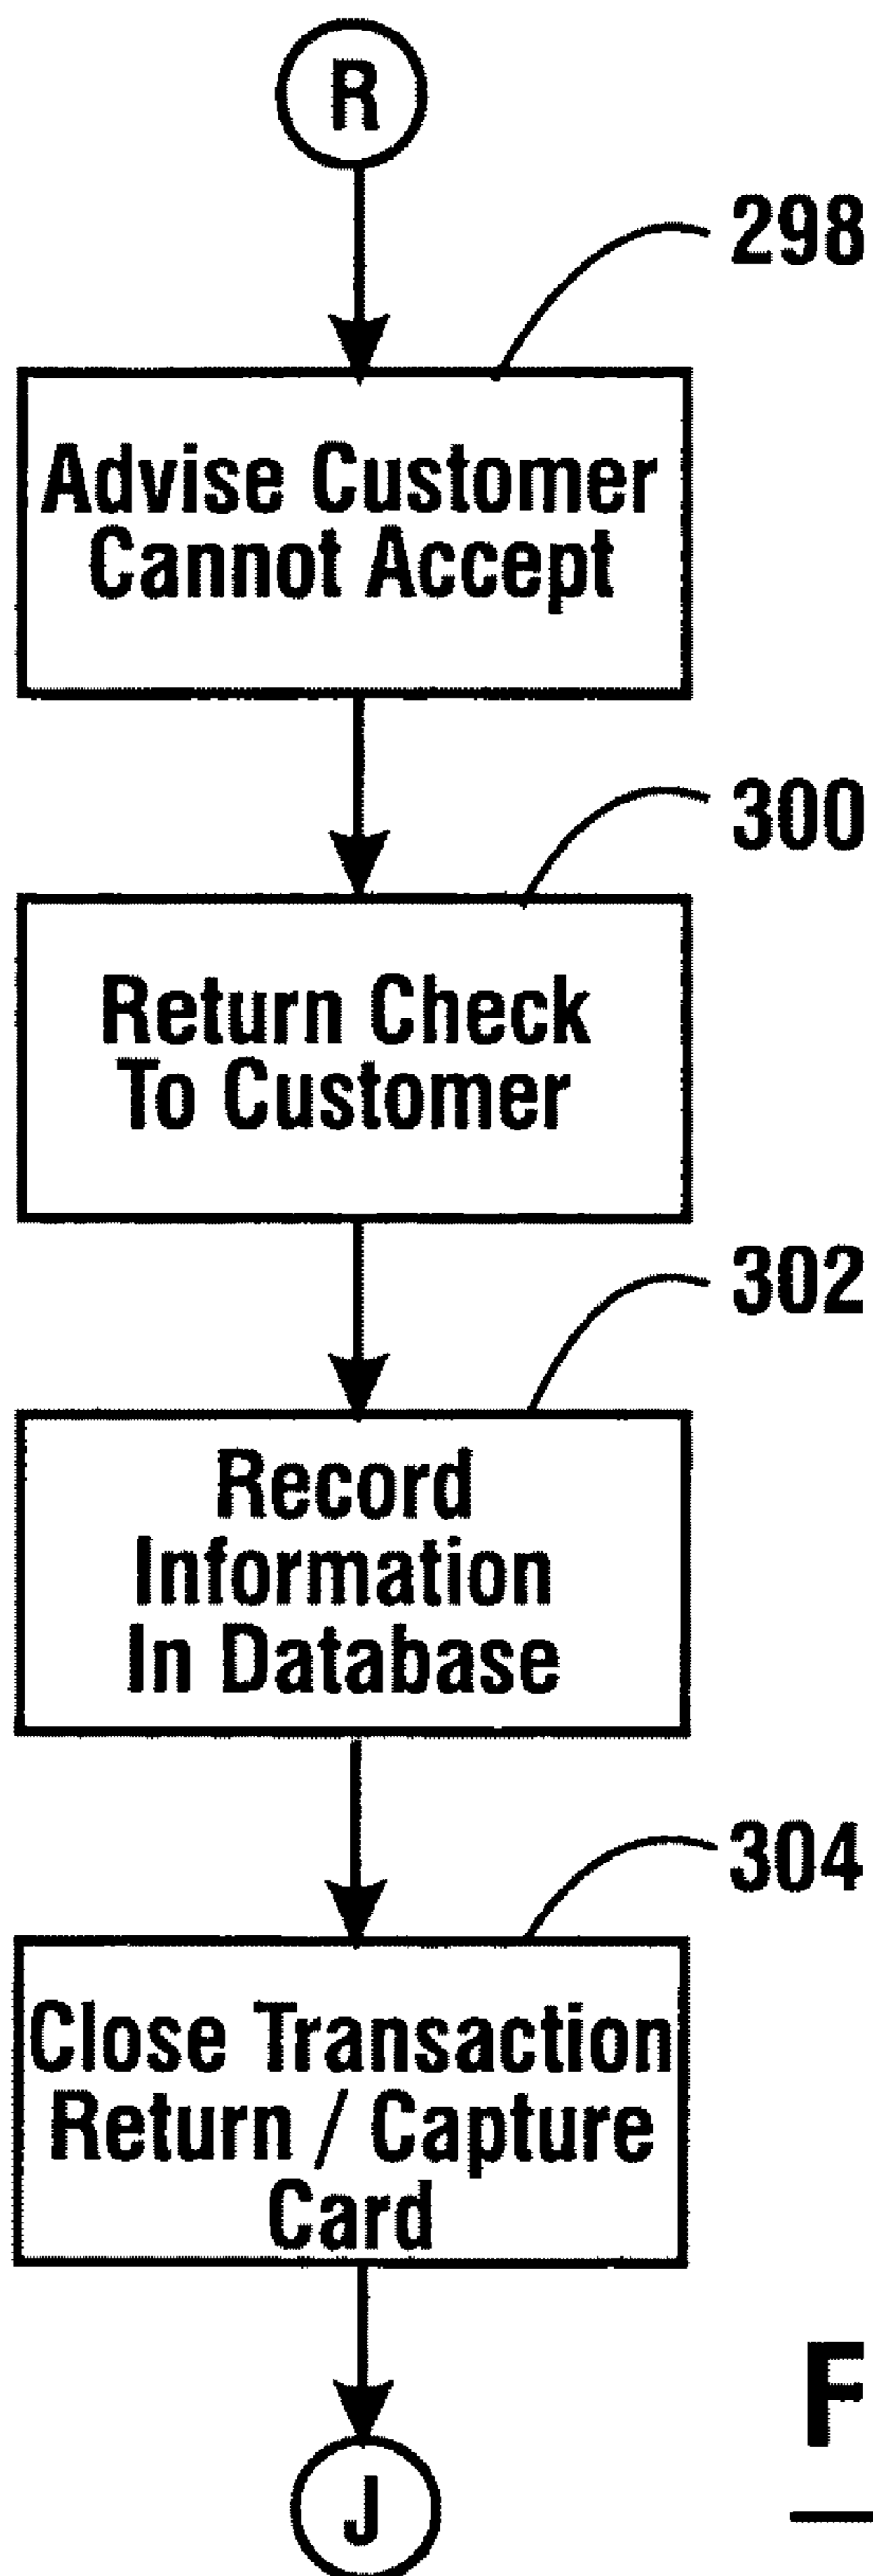 R
298
Advise Customer
Cannot Accept
300
Return Check
To Customer
302
Record
Information
In Database
304
Close Transaction
Return / Capture
Card
J
F